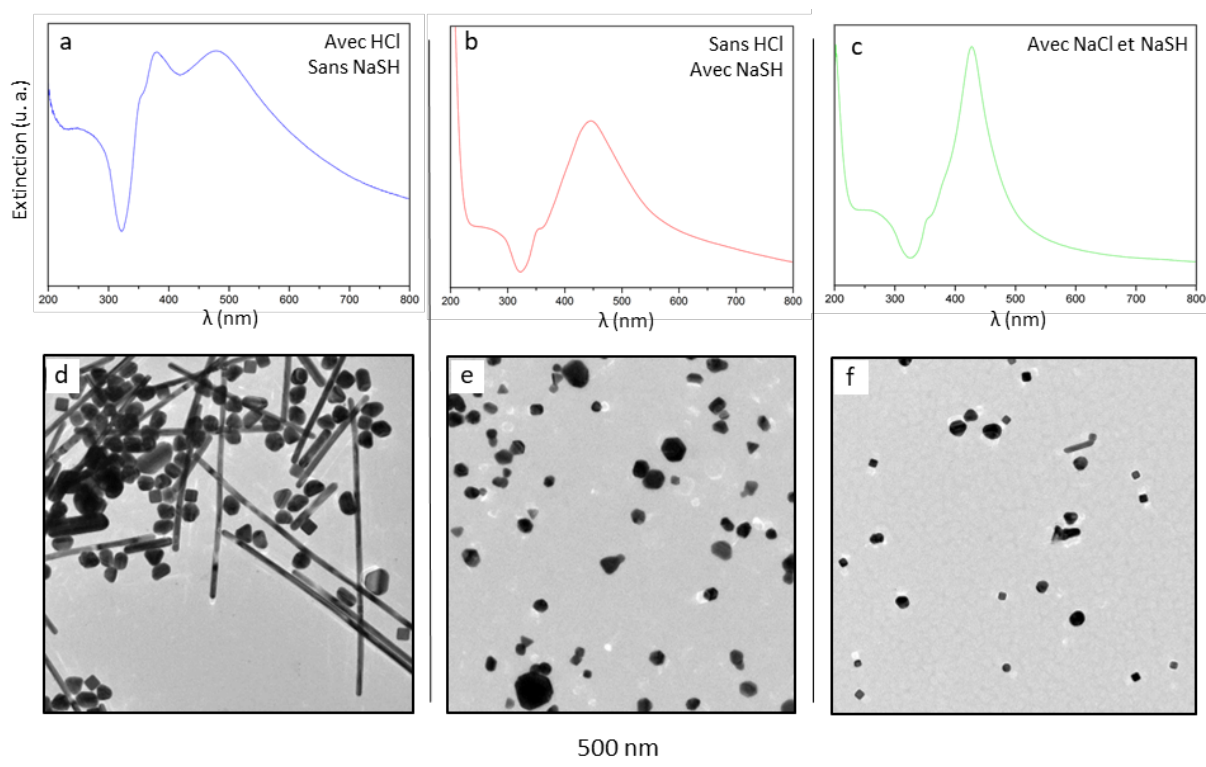 a
Avec HCl
Sans NaSH
b
Sans HCl
Avec NaSH
c
Avec NaCl et NaSH
Extinction (u. a.)
200 300 400 500 600 700 800
λ (nm)
200 300 400 500 600 700 800
λ (nm)
200 300 400 500 600 700 800
λ (nm)
d
e
f
500 nm